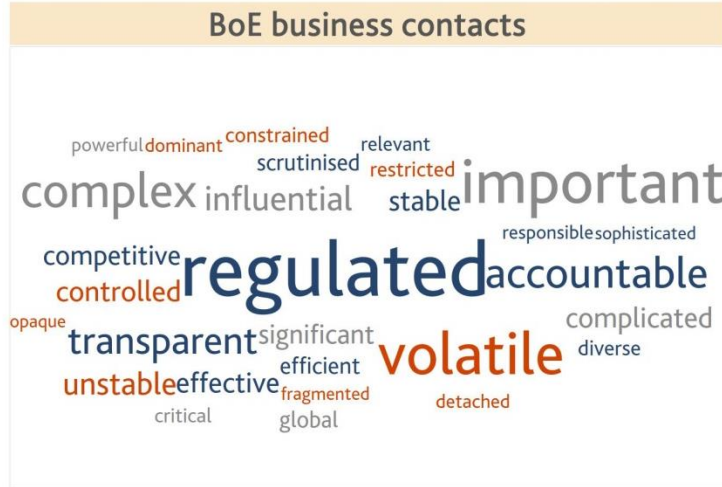 BoE business contacts
powerful dominant constrained relevant
scrutinised restricted
complex influential stable important
responsible sophisticated
competitive regulated accountable
controlled
opaque complicated
transparent significant volatile diverse
efficient
unstable effective fragmented detached
critical global